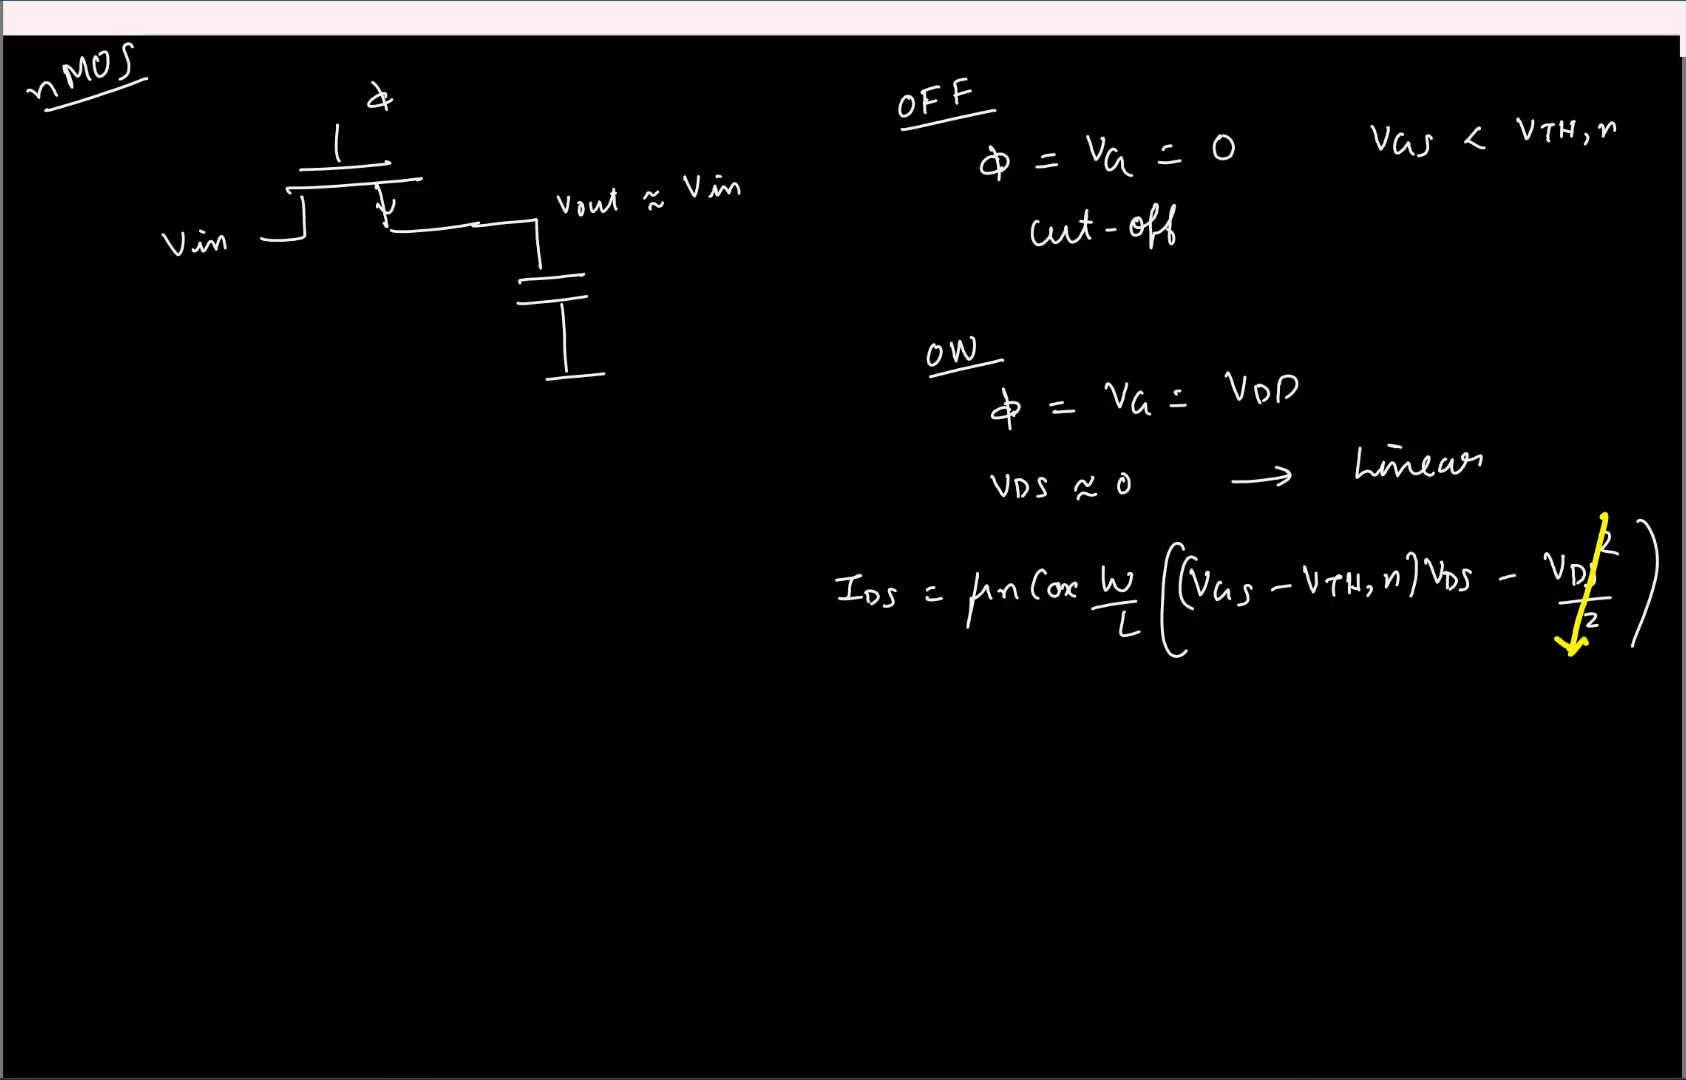 nMOS
ϕ
Vin
Vout ≈ Vin
OFF
ϕ = VG = 0 VGS < VTH,n
cut-off
ON
ϕ = VG = VDD
VDS ≈ 0 → Linear
IDS = μn Cox W/L ((VGS - VTH,n) VDS - VDS²/2)